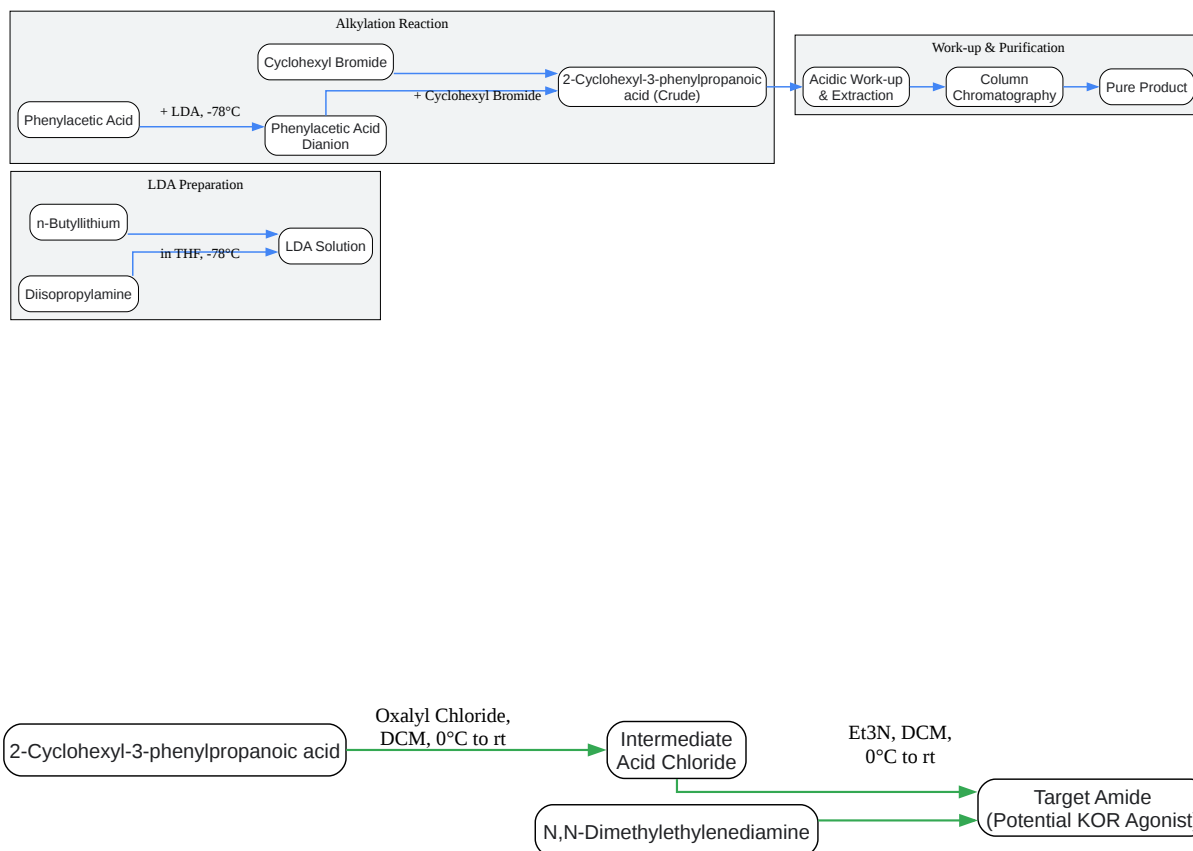 Alkylation Reaction
Cyclohexyl Bromide
2-Cyclohexyl-3-phenylpropanoic
acid (Crude)
+ Cyclohexyl Bromide
Phenylacetic Acid
+ LDA, -78°C
Phenylacetic Acid
Dianion
Work-up & Purification
Acidic Work-up
& Extraction
Column
Chromatography
Pure Product
LDA Preparation
n-Butyllithium
in THF, -78°C
LDA Solution
Diisopropylamine
2-Cyclohexyl-3-phenylpropanoic acid
Oxalyl Chloride,
DCM, 0°C to rt
Intermediate
Acid Chloride
Et3N, DCM,
0°C to rt
N,N-Dimethylethylenediamine
Target Amide
(Potential KOR Agonist)